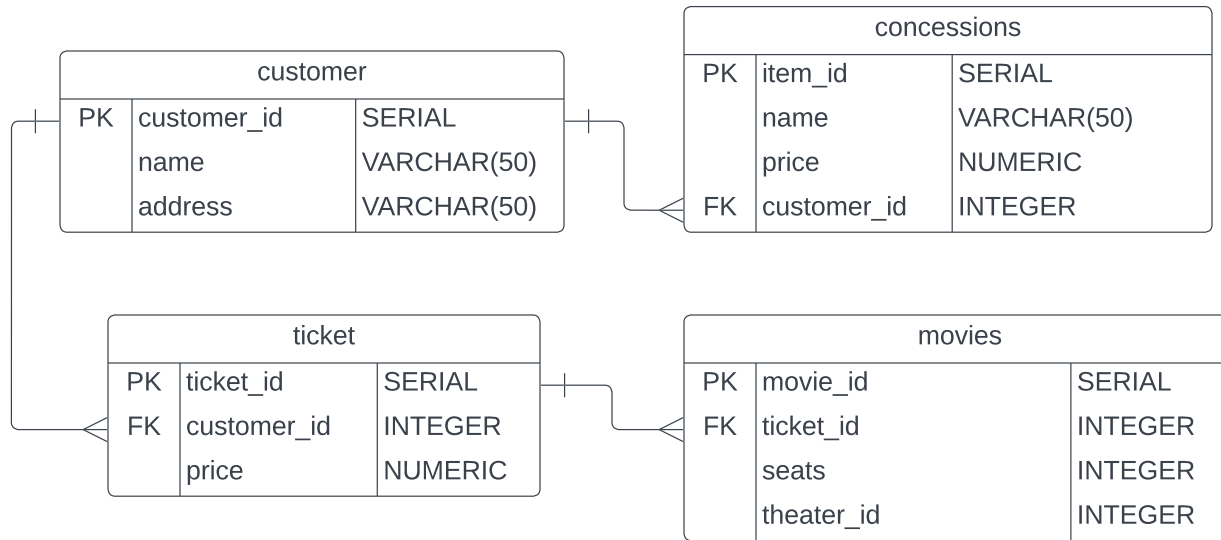 customer
PK customer_id SERIAL
name VARCHAR(50)
address VARCHAR(50)
concessions
PK item_id SERIAL
name VARCHAR(50)
price NUMERIC
FK customer_id INTEGER
ticket
PK ticket_id SERIAL
FK customer_id INTEGER
price NUMERIC
movies
PK movie_id SERIAL
FK ticket_id INTEGER
seats INTEGER
theater_id INTEGER